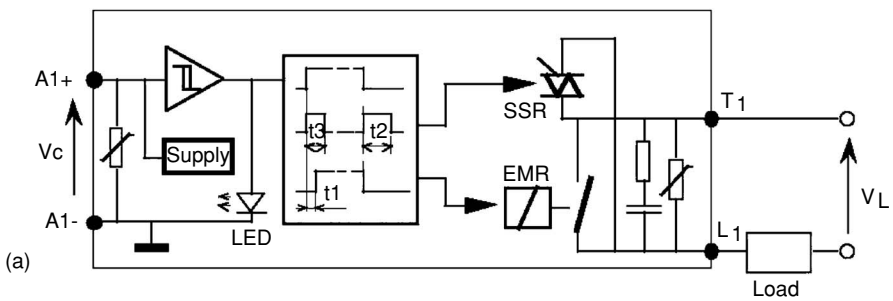 A1+
Vc
A1-
Supply
LED
t3
t2
t1
SSR
EMR
T1
VL
L1
Load
(a)